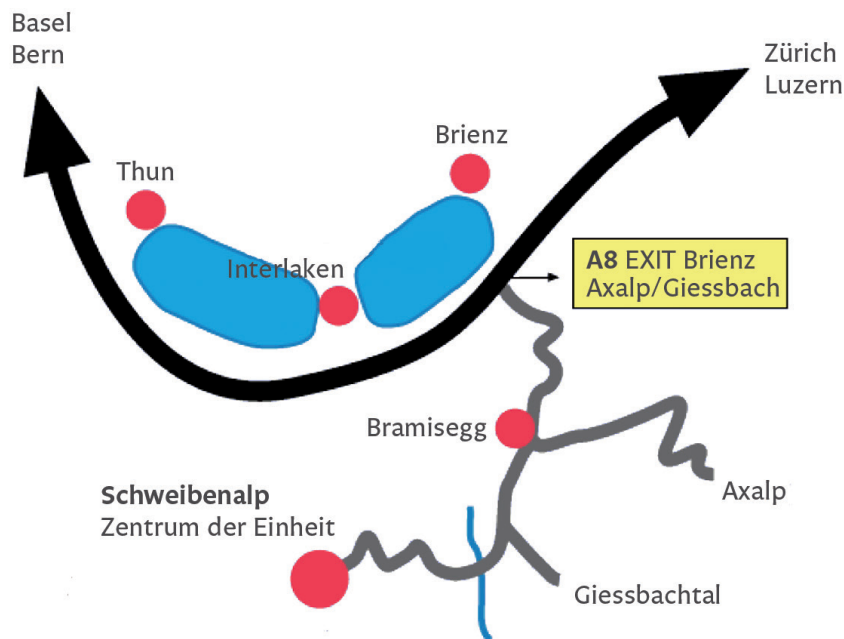 Basel
Bern
Zürich
Luzern
Brienz
Thun
Interlaken
A8 EXIT Brienz
Axalp/Giessbach
Bramisegg
Axalp
Schweibenalp
Zentrum der Einheit
Giessbachtal